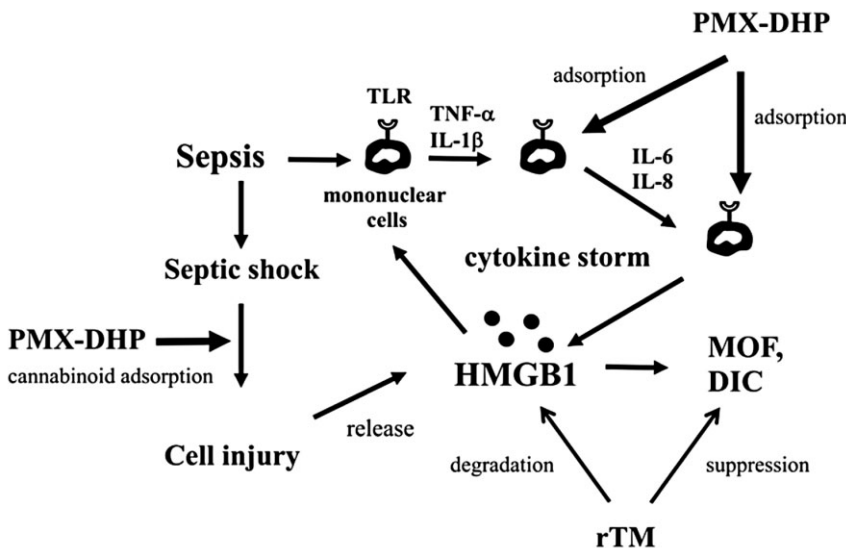 PMX-DHP
adsorption
adsorption
TLR
TNF-α
IL-1β
Sepsis
IL-6
IL-8
mononuclear
cells
cytokine storm
Septic shock
PMX-DHP
cannabinoid adsorption
HMGB1
MOF,
DIC
release
Cell injury
degradation
suppression
rTM